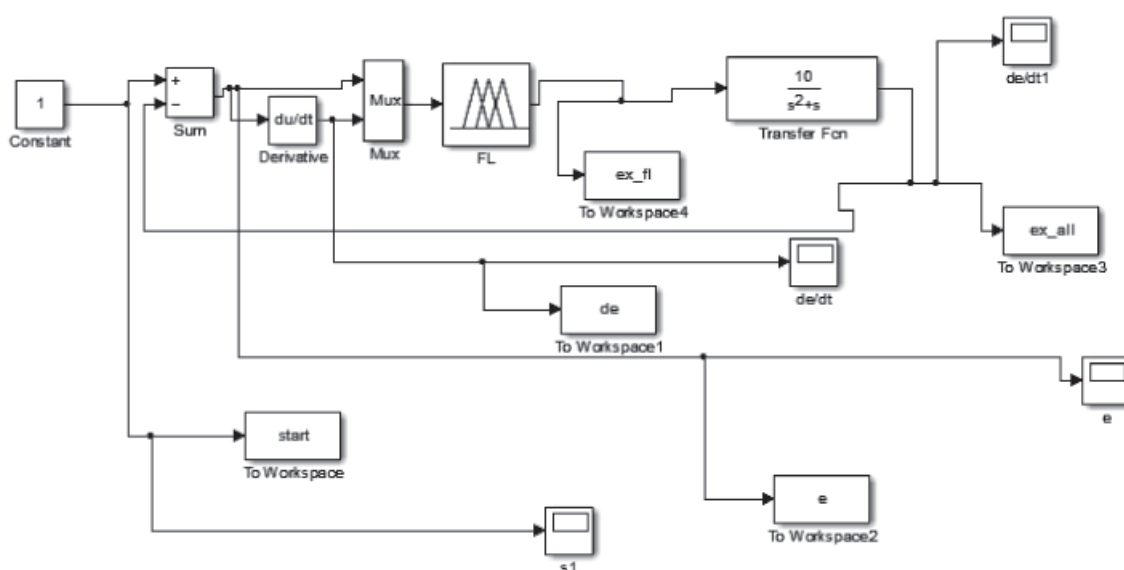 1
Constant
+
−
Sum
du/dt
Derivative
Mux
Mux
FL
10
s²+s
Transfer Fcn
de/dt1
ex_fl
To Workspace4
ex_all
To Workspace3
de/dt
de
To Workspace1
e
start
To Workspace
e
To Workspace2
s1